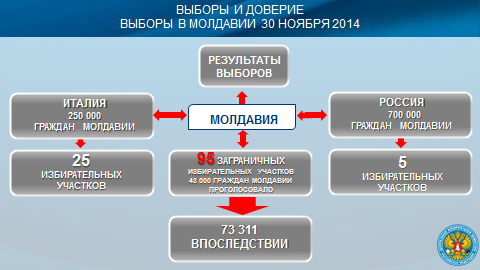 ВЫБОРЫ И ДОВЕРИЕ
ВЫБОРЫ В МОЛДАВИИ 30 НОЯБРЯ 2014
РЕЗУЛЬТАТЫ
ВЫБОРОВ
ИТАЛИЯ
250 000
ГРАЖДАН МОЛДАВИИ
МОЛДАВИЯ
РОССИЯ
700 000
ГРАЖДАН МОЛДАВИИ
25
ИЗБИРАТЕЛЬНЫХ
УЧАСТКОВ
95 ЗАГРАНИЧНЫХ
ИЗБИРАТЕЛЬНЫХ УЧАСТКОВ
43 000 ГРАЖДАН МОЛДАВИИ
ПРОГОЛОСОВАЛО
5
ИЗБИРАТЕЛЬНЫХ
УЧАСТКОВ
73 311
ВПОСЛЕДСТВИИ